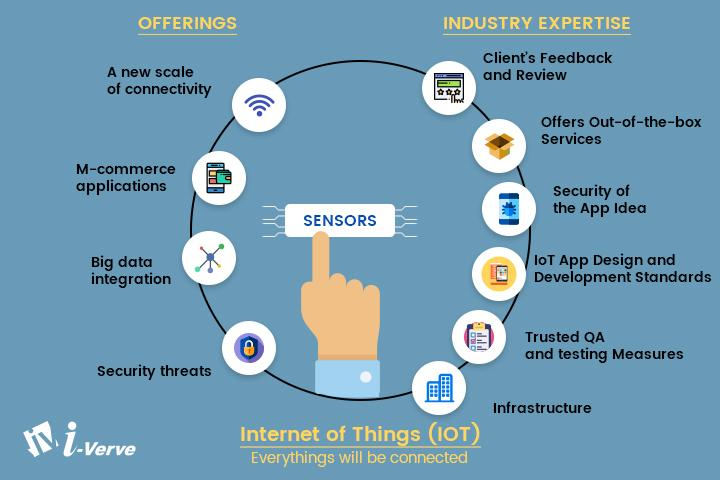 OFFERINGS
INDUSTRY EXPERTISE
A new scale
of connectivity
M-commerce
applications
Big data
integration
Security threats
SENSORS
Client's Feedback
and Review
Offers Out-of-the-box
Services
Security of
the App Idea
IoT App Design and
Development Standards
Trusted QA
and testing Measures
Infrastructure
Internet of Things (IOT)
Everythings will be connected
iv i-Verve